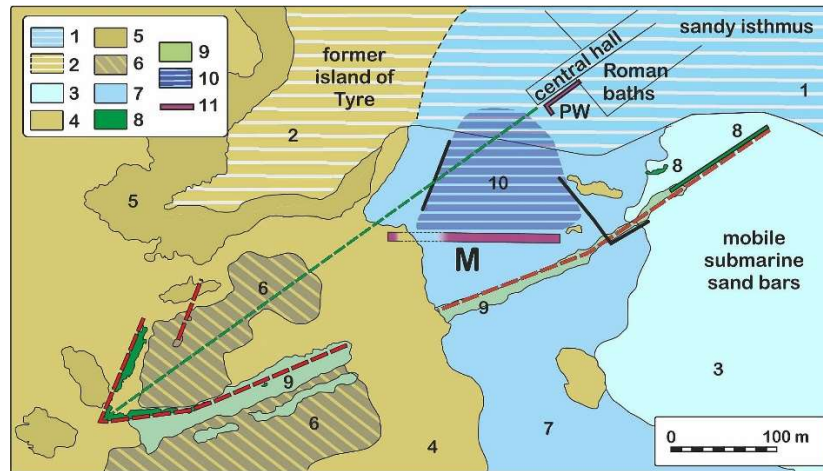 1
2
3
4
5
6
7
8
9
10
11
former
island of
Tyre
2
sandy isthmus
central hall
Roman
baths
PW
1
5
10
8
8
M
mobile
submarine
sand bars
9
6
9
6
3
4
7
0 100 m